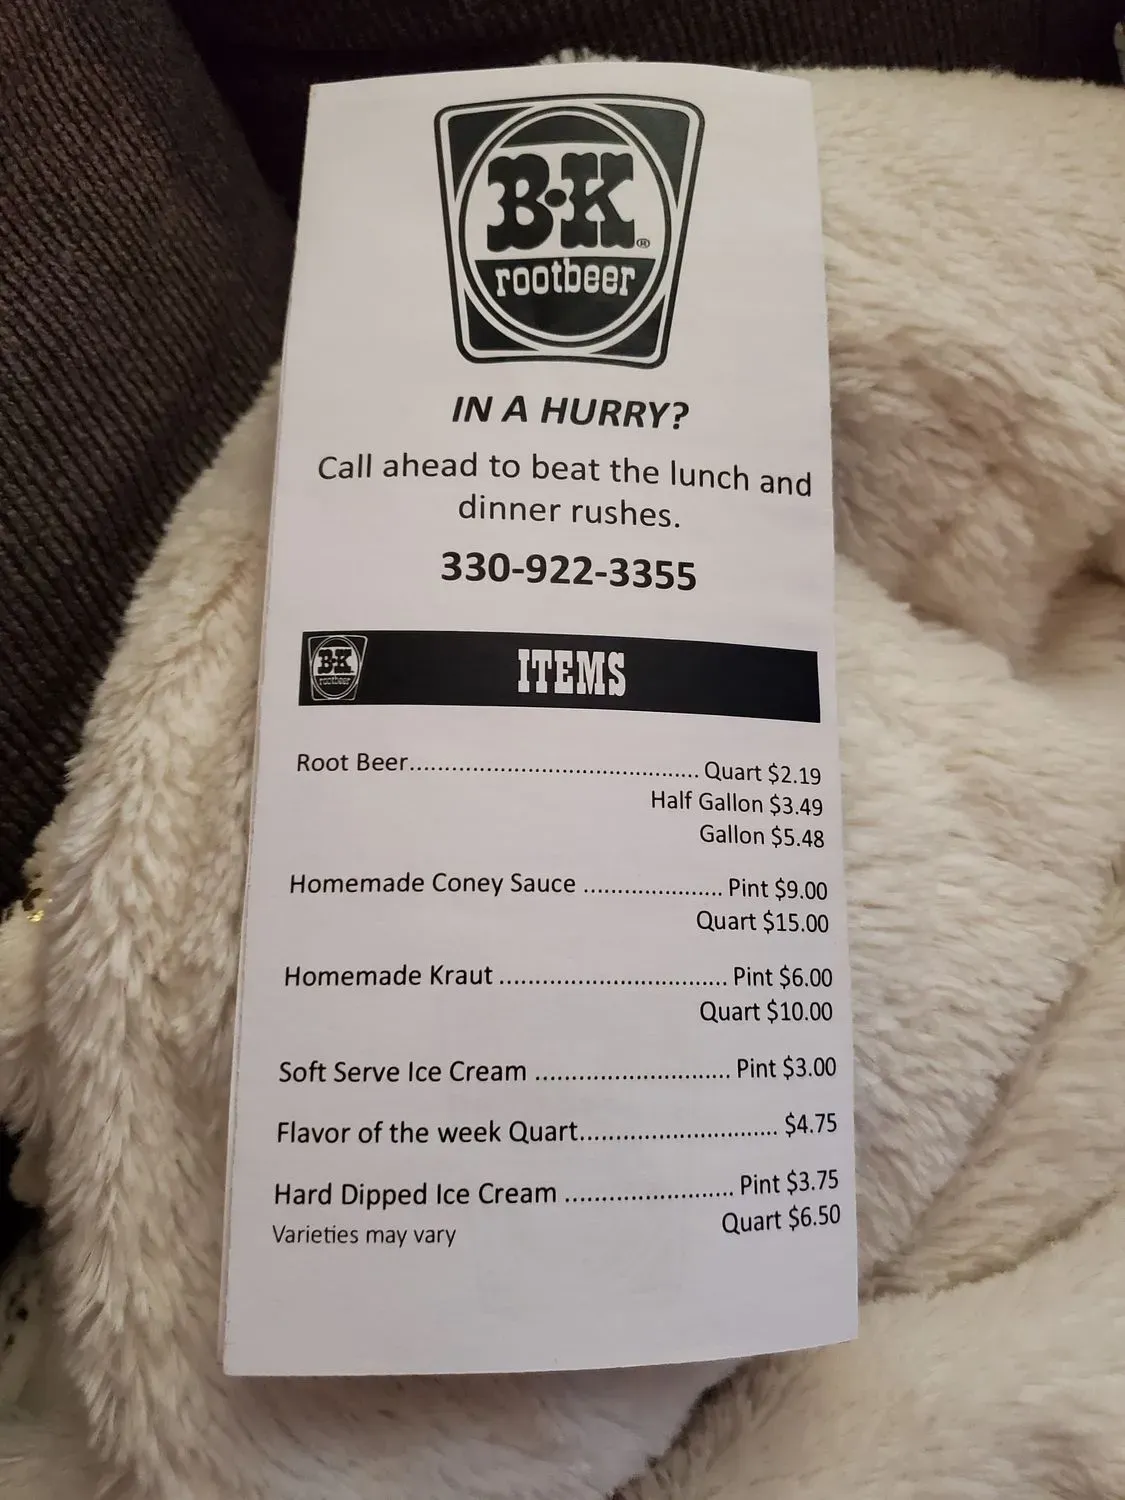 B·K®
rootbeer
IN A HURRY?
Call ahead to beat the lunch and
dinner rushes.
330-922-3355
B·K
rootbeer
ITEMS
Root Beer........................................... Quart $2.19
Half Gallon $3.49
Gallon $5.48
Homemade Coney Sauce ..................... Pint $9.00
Quart $15.00
Homemade Kraut .................................. Pint $6.00
Quart $10.00
Soft Serve Ice Cream ............................. Pint $3.00
Flavor of the week Quart............................. $4.75
Hard Dipped Ice Cream ......................... Pint $3.75
Varieties may vary Quart $6.50